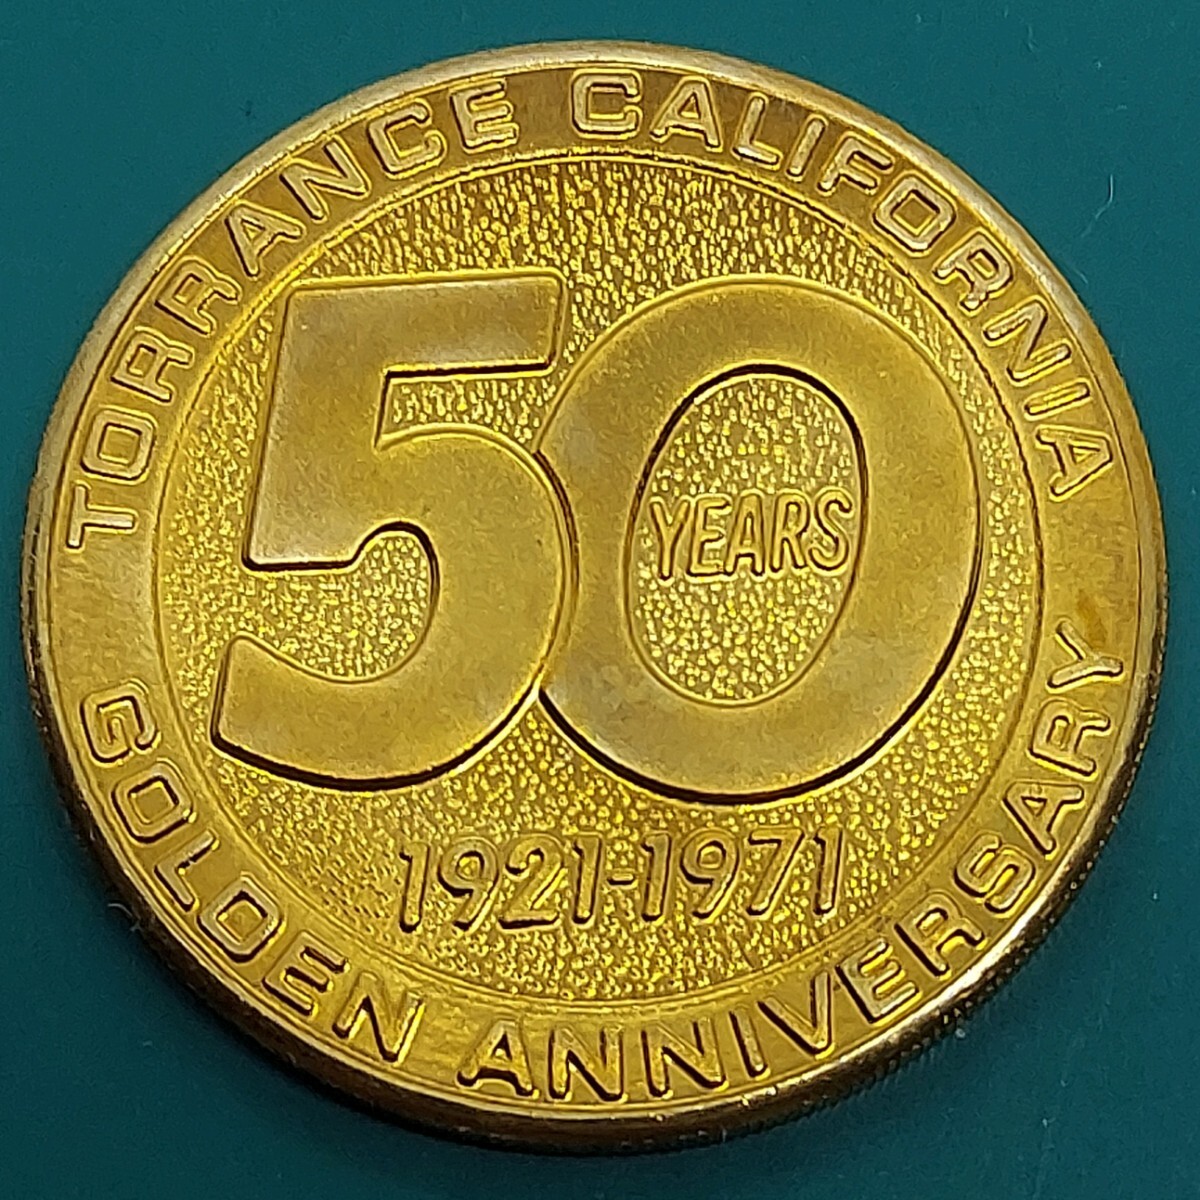 TORRANCE CALIFORNIA
50
YEARS
1921-1971
GOLDEN ANNIVERSARY